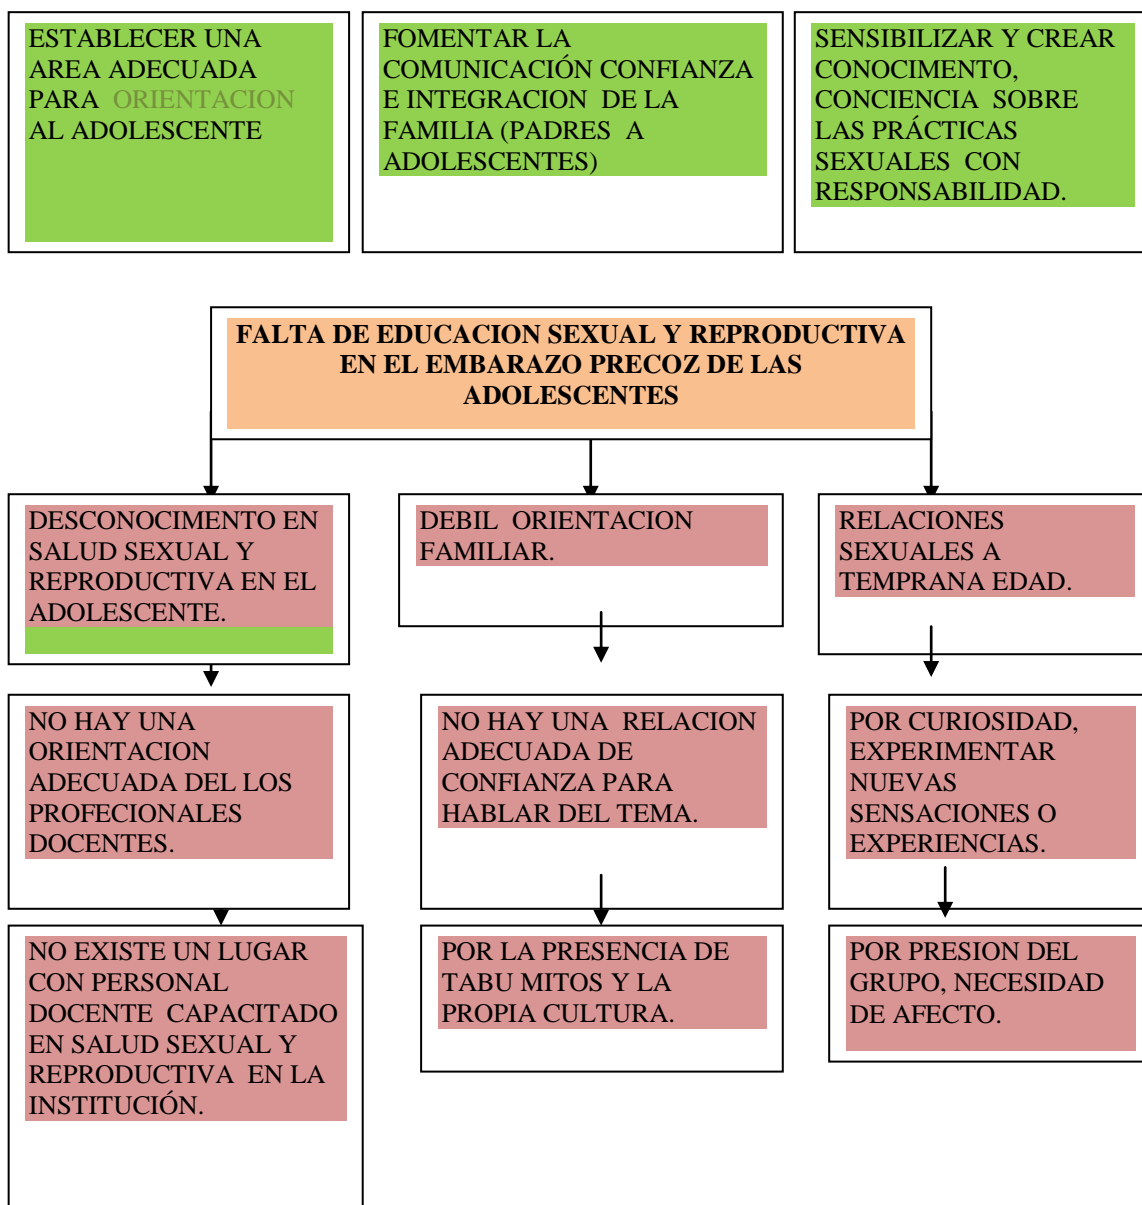 ESTABLECER UNA
AREA ADECUADA
PARA ORIENTACION
AL ADOLESCENTE
FOMENTAR LA
COMUNICACIÓN CONFIANZA
E INTEGRACION DE LA
FAMILIA (PADRES A
ADOLESCENTES)
SENSIBILIZAR Y CREAR
CONOCIMIENTO,
CONCIENCIA SOBRE
LAS PRÁCTICAS
SEXUALES CON
RESPONSABILIDAD.
FALTA DE EDUCACION SEXUAL Y REPRODUCTIVA
EN EL EMBARAZO PRECOZ DE LAS
ADOLESCENTES
DESCONOCIMIENTO EN
SALUD SEXUAL Y
REPRODUCTIVA EN EL
ADOLESCENTE.
DEBIL ORIENTACION
FAMILIAR.
RELACIONES
SEXUALES A
TEMPRANA EDAD.
NO HAY UNA
ORIENTACION
ADECUADA DEL LOS
PROFECIONALES
DOCENTES.
NO HAY UNA RELACION
ADECUADA DE
CONFIANZA PARA
HABLAR DEL TEMA.
POR CURIOSIDAD,
EXPERIMENTAR
NUEVAS
SENSACIONES O
EXPERIENCIAS.
NO EXISTE UN LUGAR
CON PERSONAL
DOCENTE CAPACITADO
EN SALUD SEXUAL Y
REPRODUCTIVA EN LA
INSTITUCIÓN.
POR LA PRESENCIA DE
TABU MITOS Y LA
PROPIA CULTURA.
POR PRESION DEL
GRUPO, NECESIDAD
DE AFECTO.